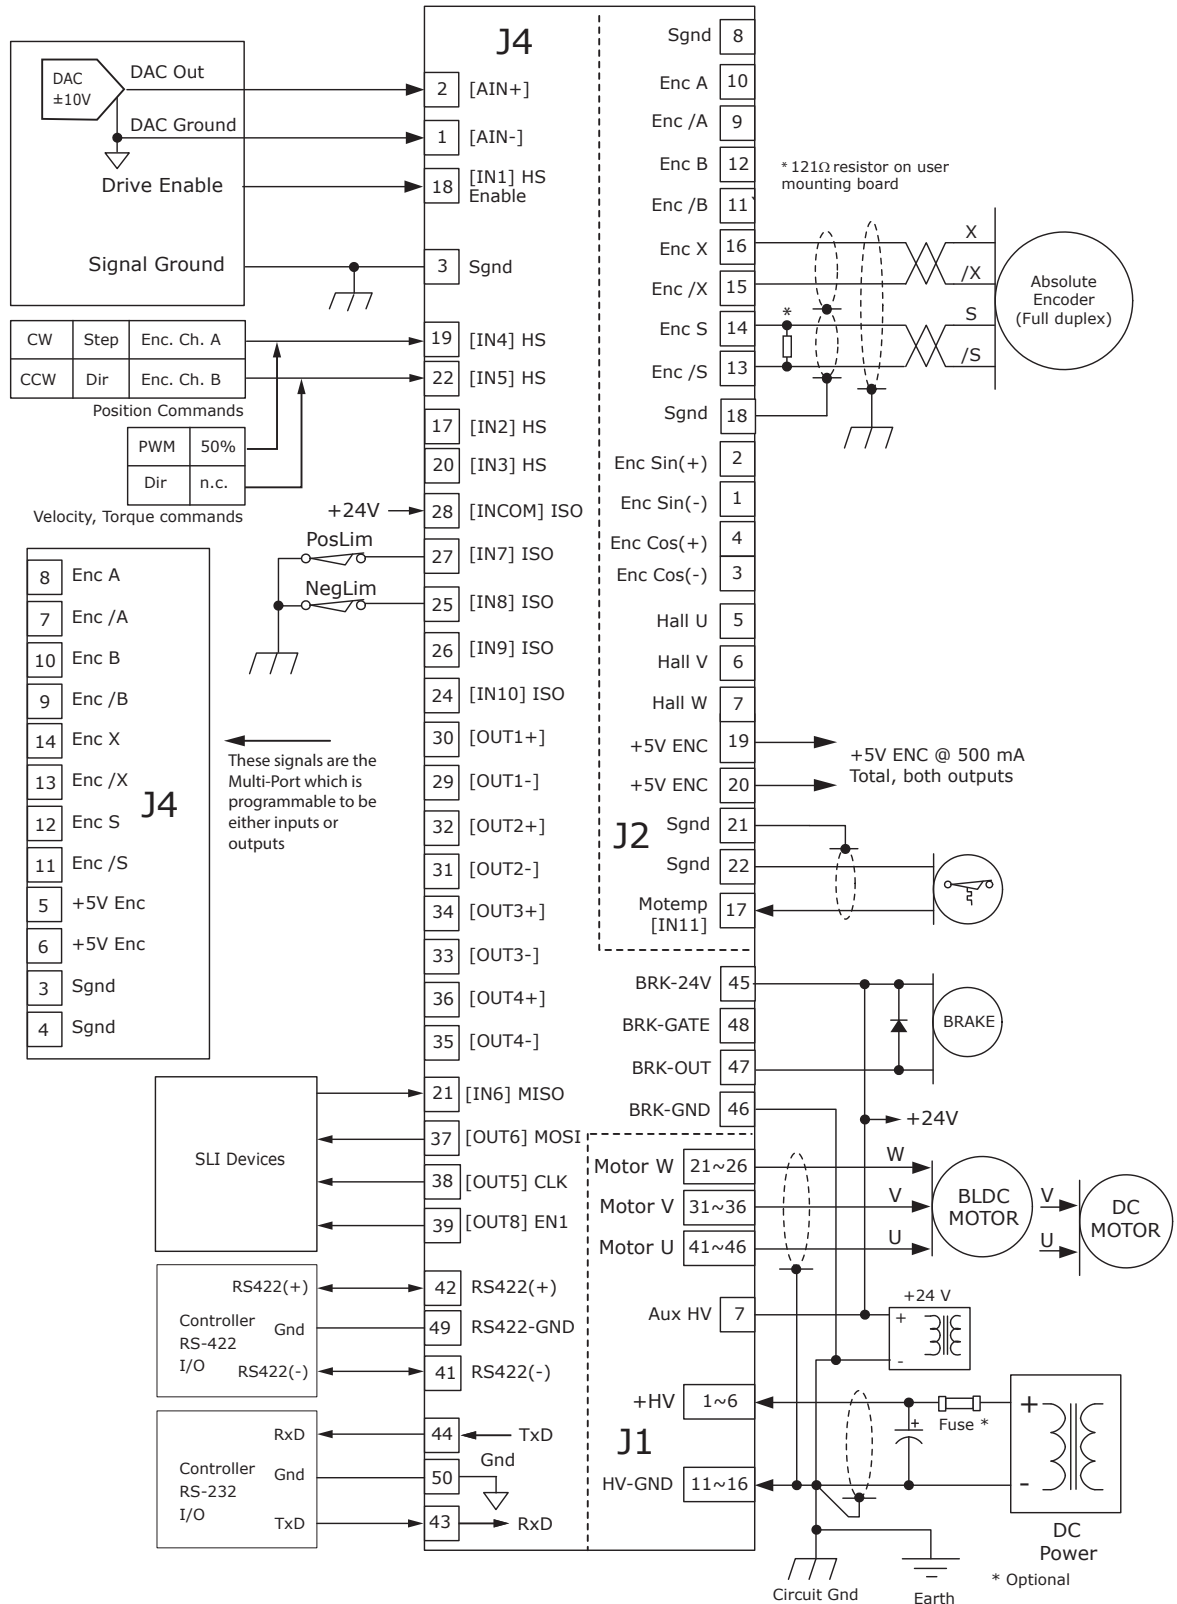 DAC
±10V
DAC Out
DAC Ground
Drive Enable
Signal Ground
CW Step Enc. Ch. A
CCW Dir Enc. Ch. B
Position Commands
PWM 50%
Dir n.c.
Velocity, Torque commands
+24V
PosLim
NegLim
8 Enc A
7 Enc /A
10 Enc B
9 Enc /B
14 Enc X
13 Enc /X
12 Enc S
11 Enc /S
5 +5V Enc
6 +5V Enc
3 Sgnd
4 Sgnd
J4
These signals are the
Multi-Port which is
programmable to be
either inputs or
outputs
SLI Devices
RS422(+)
Controller
RS-422
I/O
Gnd
RS422(-)
RxD
Controller
RS-232
I/O
Gnd
TxD
J4
2 [AIN+]
1 [AIN-]
18 [IN1] HS
Enable
3 Sgnd
19 [IN4] HS
22 [IN5] HS
17 [IN2] HS
20 [IN3] HS
28 [INCOM] ISO
27 [IN7] ISO
25 [IN8] ISO
26 [IN9] ISO
24 [IN10] ISO
30 [OUT1+]
29 [OUT1-]
32 [OUT2+]
31 [OUT2-]
34 [OUT3+]
33 [OUT3-]
36 [OUT4+]
35 [OUT4-]
21 [IN6] MISO
37 [OUT6] MOSI
38 [OUT5] CLK
39 [OUT8] EN1
42 RS422(+)
49 RS422-GND
41 RS422(-)
44 TxD
50 Gnd
43 RxD
Sgnd 8
Enc A 10
Enc /A 9
Enc B 12
Enc /B 11`
Enc X 16
Enc /X 15
Enc S 14
Enc /S 13
Sgnd 18
Enc Sin(+) 2
Enc Sin(-) 1
Enc Cos(+) 4
Enc Cos(-) 3
Hall U 5
Hall V 6
Hall W 7
+5V ENC 19
+5V ENC 20
J2
Sgnd 21
Sgnd 22
Motemp
[IN11] 17
BRK-24V 45
BRK-GATE 48
BRK-OUT 47
BRK-GND 46
Motor W 21~26
Motor V 31~36
Motor U 41~46
Aux HV 7
+HV 1~6
J1
HV-GND 11~16
* 121Ω resistor on user
mounting board
*
X
/X
S
/S
Absolute
Encoder
(Full duplex)
+5V ENC @ 500 mA
Total, both outputs
BRAKE
+24V
W
V
U
BLDC
MOTOR
V
U
DC
MOTOR
+24 V
+
-
+
Fuse *
+
-
DC
Power
* Optional
Circuit Gnd
Earth